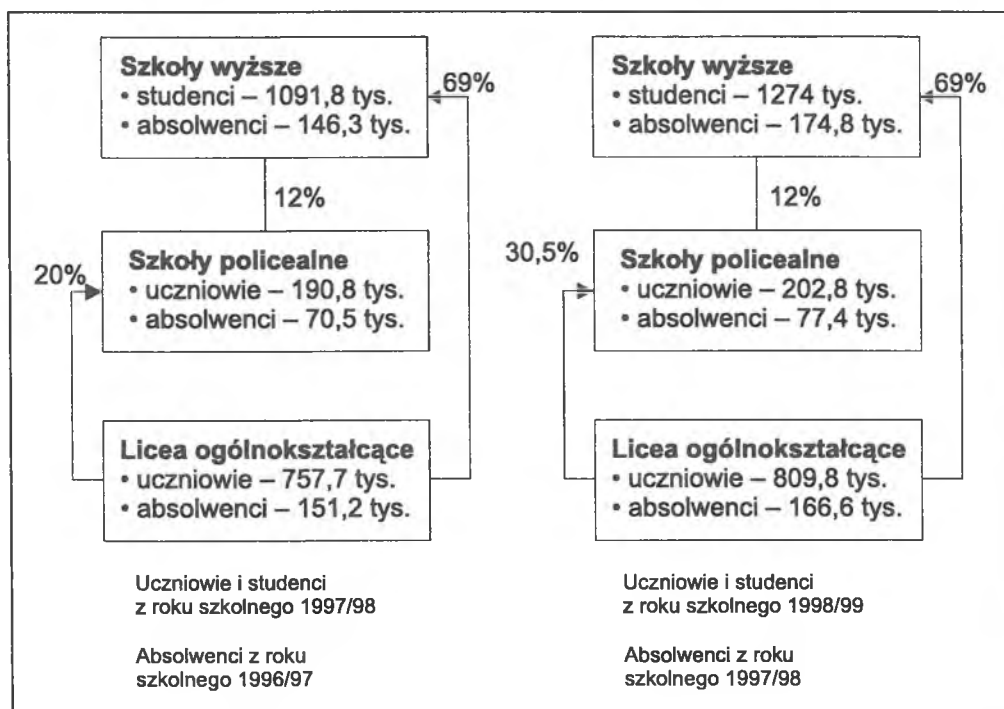 Szkoły wyższe
• studenci – 1091,8 tys.
• absolwenci – 146,3 tys.
69%
12%
20%
Szkoły policealne
• uczniowie – 190,8 tys.
• absolwenci – 70,5 tys.
Licea ogólnokształcące
• uczniowie – 757,7 tys.
• absolwenci – 151,2 tys.
Uczniowie i studenci
z roku szkolnego 1997/98
Absolwenci z roku
szkolnego 1996/97
Szkoły wyższe
• studenci – 1274 tys.
• absolwenci – 174,8 tys.
69%
12%
30,5%
Szkoły policealne
• uczniowie – 202,8 tys.
• absolwenci – 77,4 tys.
Licea ogólnokształcące
• uczniowie – 809,8 tys.
• absolwenci – 166,6 tys.
Uczniowie i studenci
z roku szkolnego 1998/99
Absolwenci z roku
szkolnego 1997/98